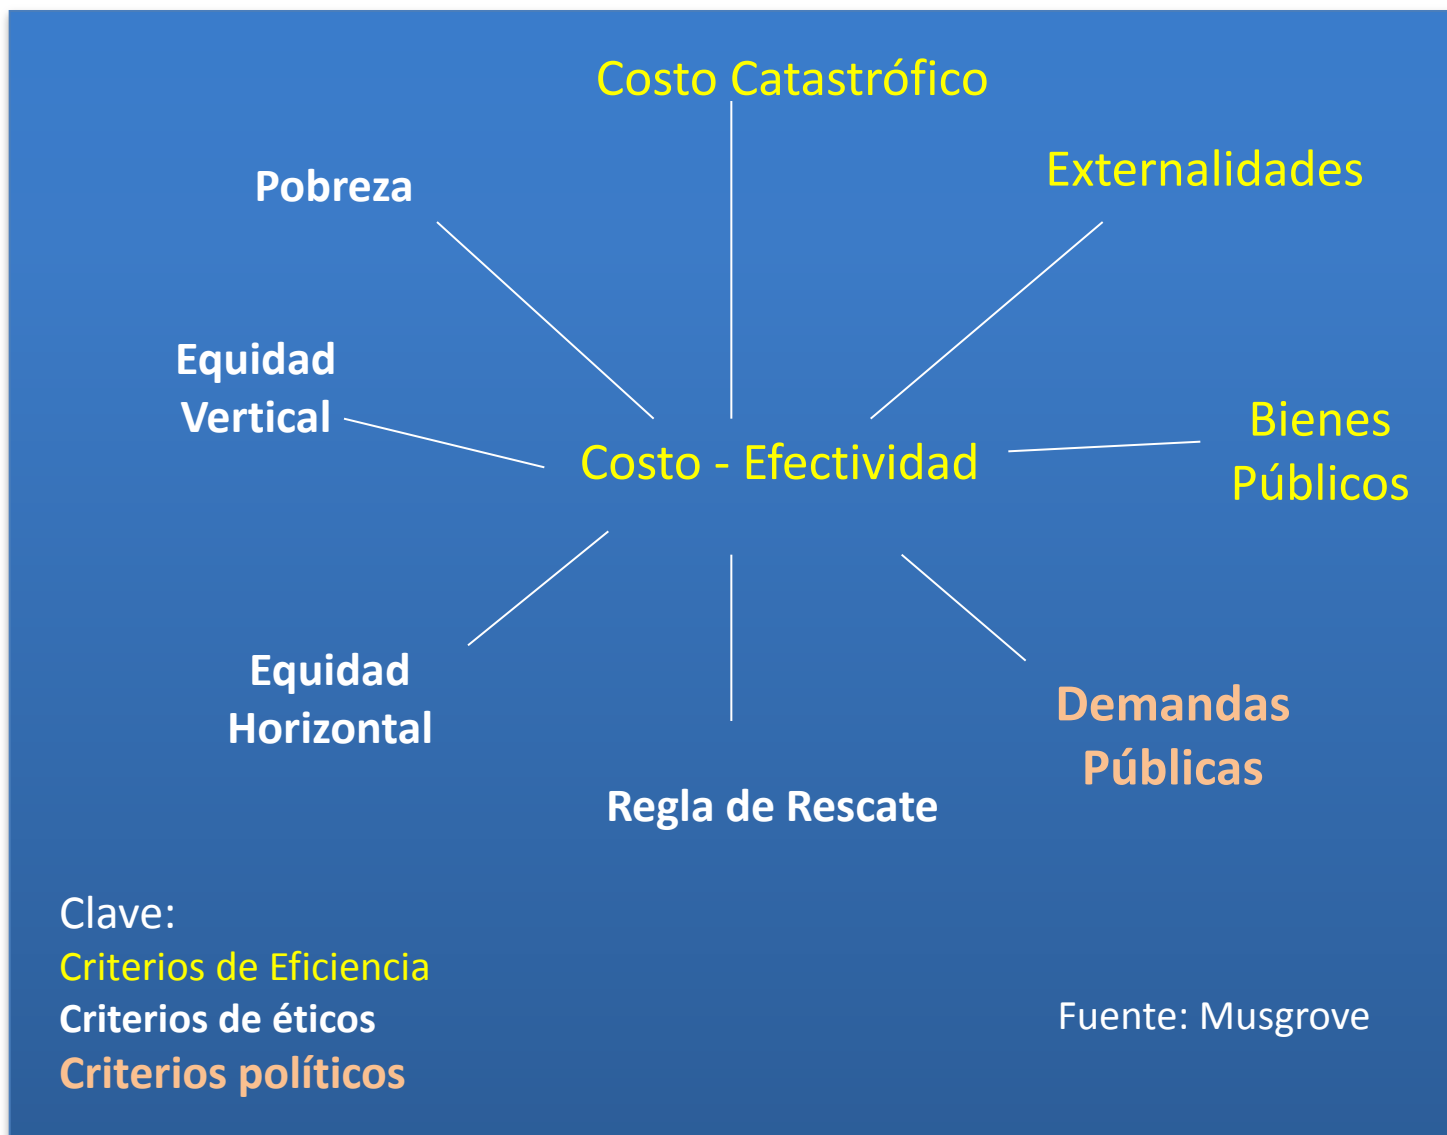 Costo Catastrófico
Externalidades
Pobreza
Equidad
Vertical
Bienes
Públicos
Costo - Efectividad
Equidad
Horizontal
Demandas
Públicas
Regla de Rescate
Clave:
Criterios de Eficiencia
Criterios de éticos
Criterios políticos
Fuente: Musgrove